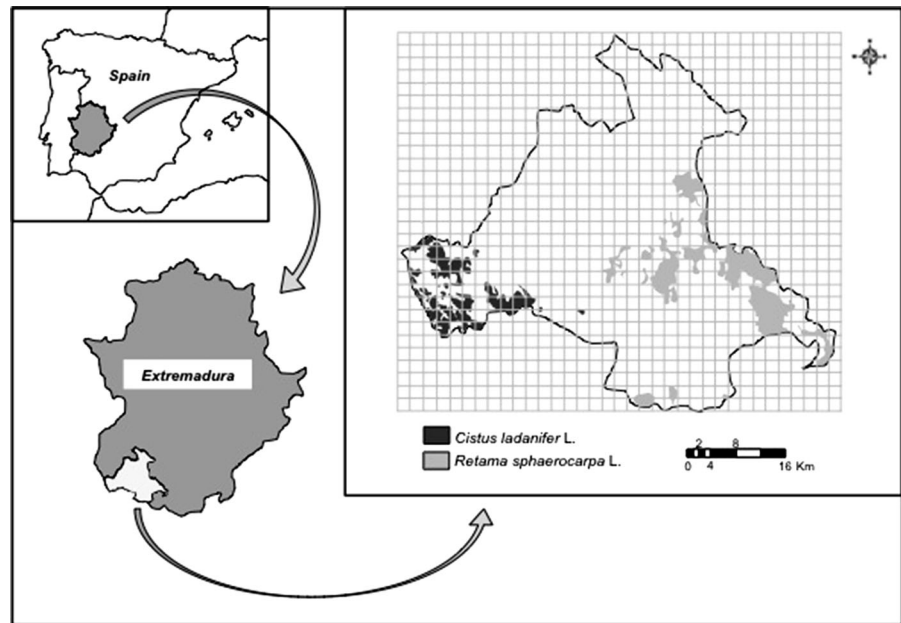 Spain
Extremadura
Cistus ladanifer L.
Retama sphaerocarpa L.
2 8
0 4 16 Km